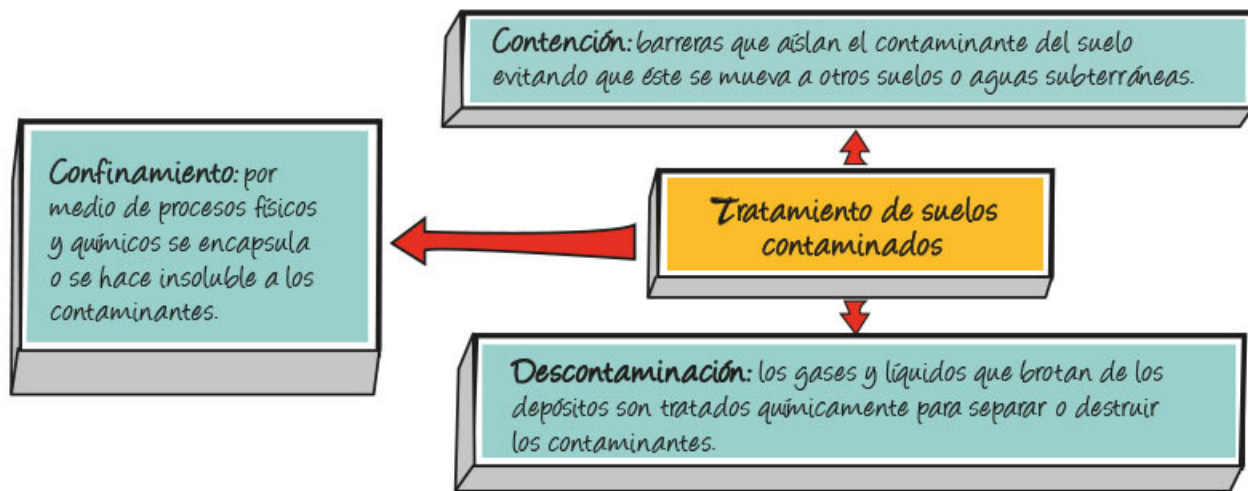 Contención: barreras que aíslan el contaminante del suelo
evitando que éste se mueva a otros suelos o aguas subterráneas.
Confinamiento: por
medio de procesos físicos
y químicos se encapsula
o se hace insoluble a los
contaminantes.
Tratamiento de suelos
contaminados
Descontaminación: los gases y líquidos que brotan de los
depósitos son tratados químicamente para separar o destruir
los contaminantes.